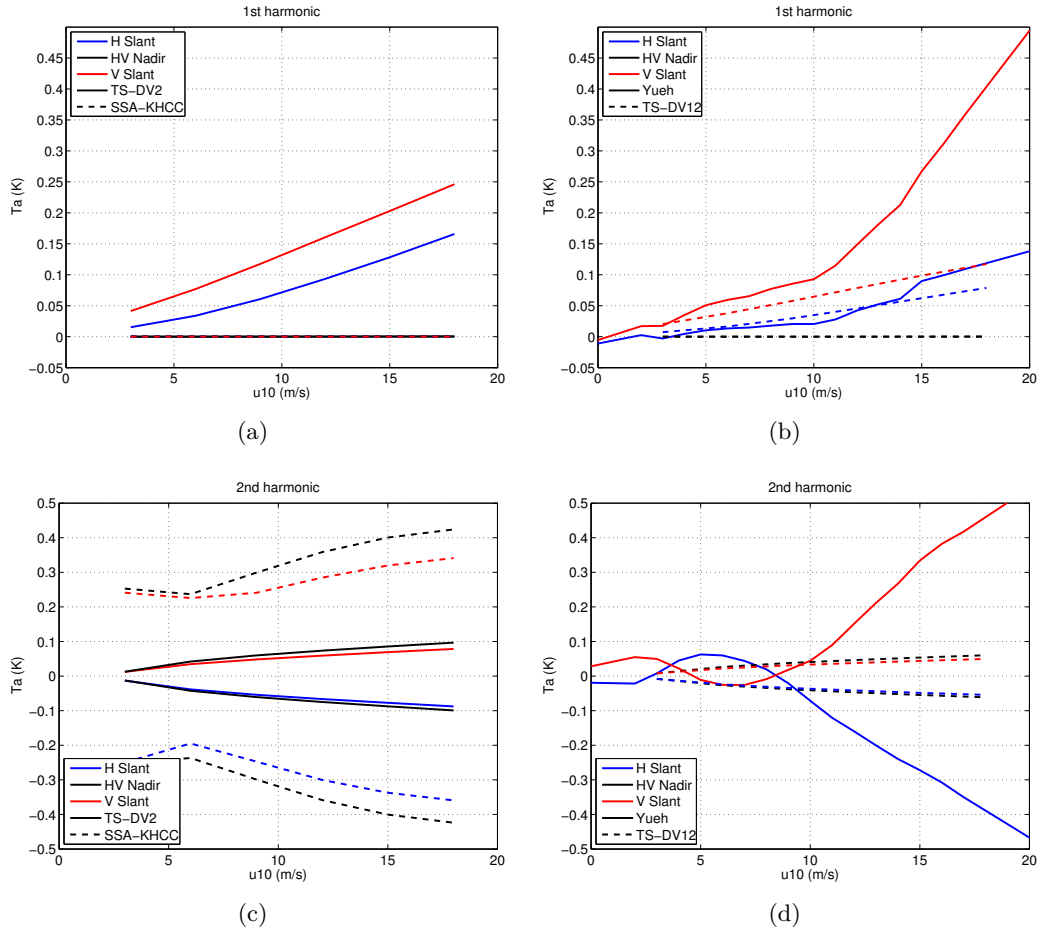 1st harmonic
H Slant
HV Nadir
V Slant
TS-DV2
SSA-KHCC
0.45
0.4
0.35
0.3
0.25
0.2
0.15
0.1
0.05
0
−0.05
Ta (K)
0 5 10 15 20
u10 (m/s)
(a)
1st harmonic
H Slant
HV Nadir
V Slant
Yueh
TS-DV12
0.45
0.4
0.35
0.3
0.25
0.2
0.15
0.1
0.05
0
−0.05
Ta (K)
0 5 10 15 20
u10 (m/s)
(b)
2nd harmonic
0.5
0.4
0.3
0.2
0.1
0
−0.1
−0.2
−0.3
−0.4
−0.5
Ta (K)
H Slant
HV Nadir
V Slant
TS-DV2
SSA-KHCC
0 5 10 15 20
u10 (m/s)
(c)
2nd harmonic
0.5
0.4
0.3
0.2
0.1
0
−0.1
−0.2
−0.3
−0.4
−0.5
Ta (K)
H Slant
HV Nadir
V Slant
Yueh
TS-DV12
0 5 10 15 20
u10 (m/s)
(d)